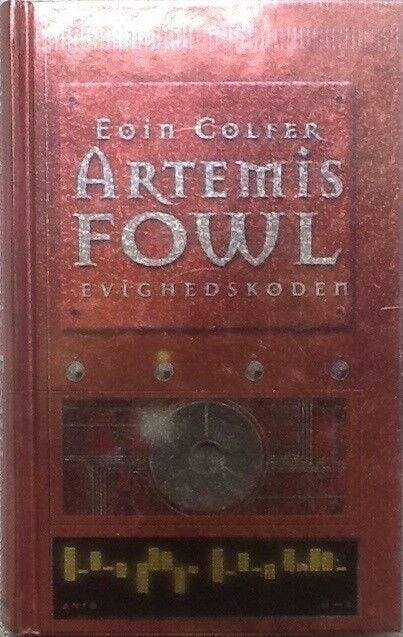 Eoin Colfer
Artemis
Fowl
Evighedskoden